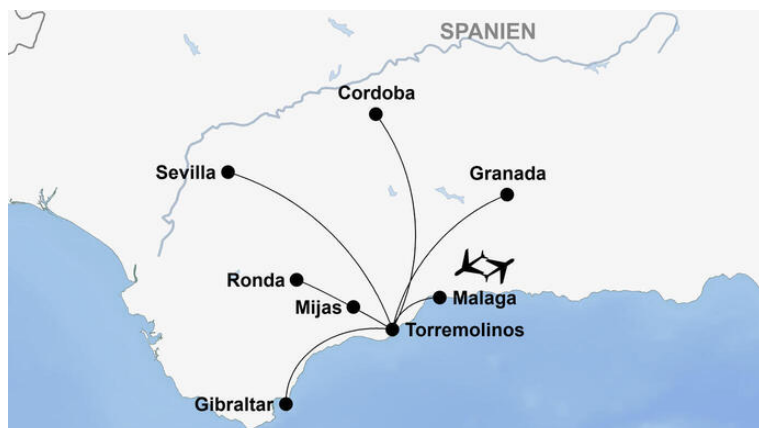 SPANIEN
Cordoba
Sevilla
Granada
Ronda
Malaga
Mijas
Torremolinos
Gibraltar